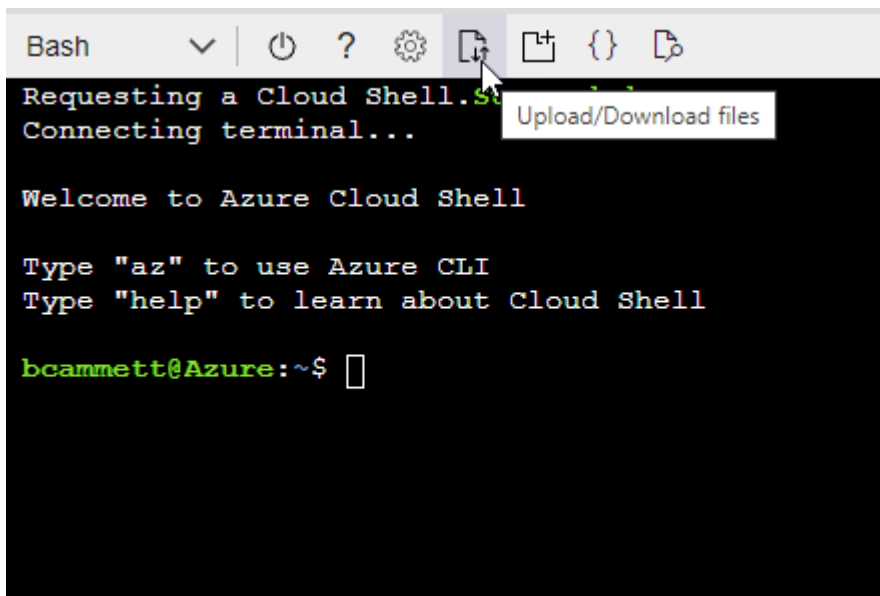 Bash
?
{}
Requesting a Cloud Shell.
Upload/Download files
Connecting terminal...
Welcome to Azure Cloud Shell
Type "az" to use Azure CLI
Type "help" to learn about Cloud Shell
bcammett@Azure:~$